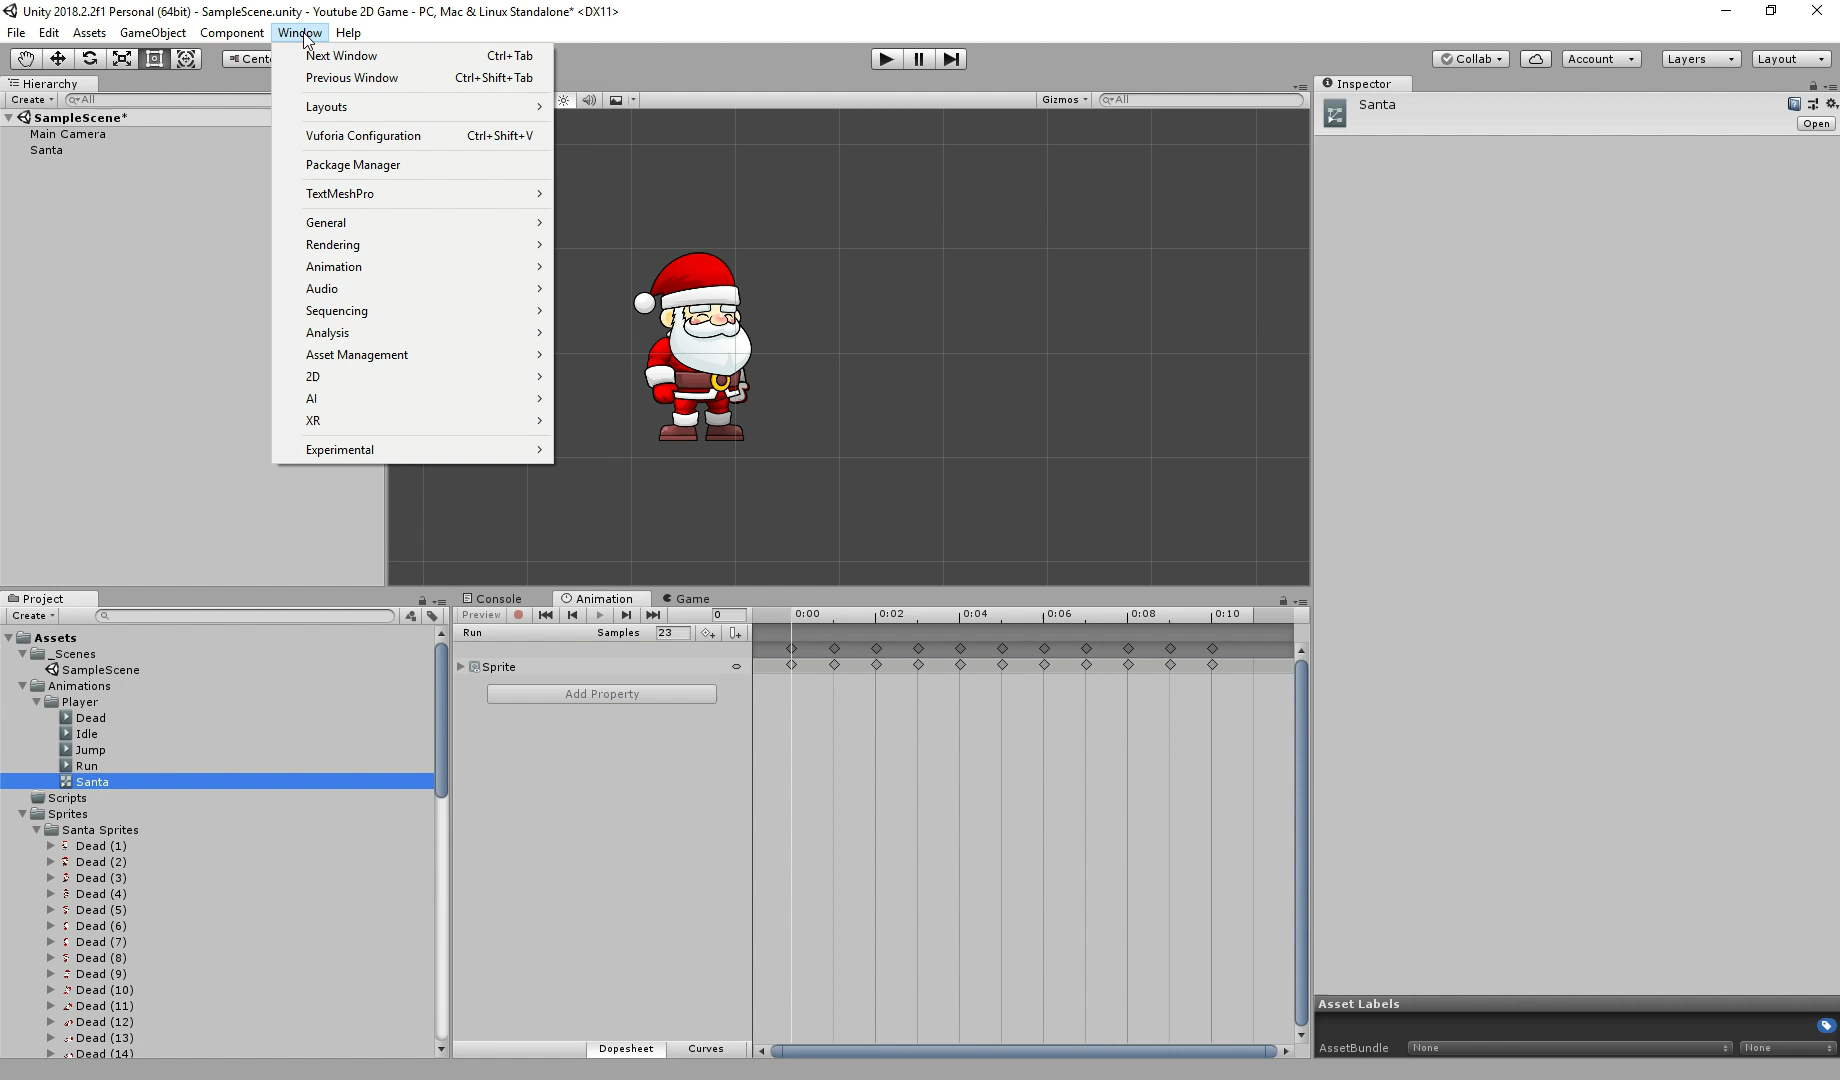 Unity 2018.2.2f1 Personal (64bit) - SampleScene.unity - Youtube 2D Game - PC, Mac & Linux Standalone* <DX11>
File Edit Assets GameObject Component Window Help
Cente
Collab Account Layers Layout
Next Window Ctrl+Tab
Previous Window Ctrl+Shift+Tab
Layouts
Vuforia Configuration Ctrl+Shift+V
Package Manager
TextMeshPro
General
Rendering
Animation
Audio
Sequencing
Analysis
Asset Management
2D
AI
XR
Experimental
Hierarchy
Create All
SampleScene*
Main Camera
Santa
Gizmos All
Inspector
Santa
Open
Project
Create
Assets
_Scenes
SampleScene
Animations
Player
Dead
Idle
Jump
Run
Santa
Scripts
Sprites
Santa Sprites
Dead (1)
Dead (2)
Dead (3)
Dead (4)
Dead (5)
Dead (6)
Dead (7)
Dead (8)
Dead (9)
Dead (10)
Dead (11)
Dead (12)
Dead (13)
Dead (14)
Console Animation Game
Preview 0 0:00 0:02 0:04 0:06 0:08 0:10
Run Samples 23
Sprite
Add Property
Dopesheet Curves
Asset Labels
AssetBundle None None